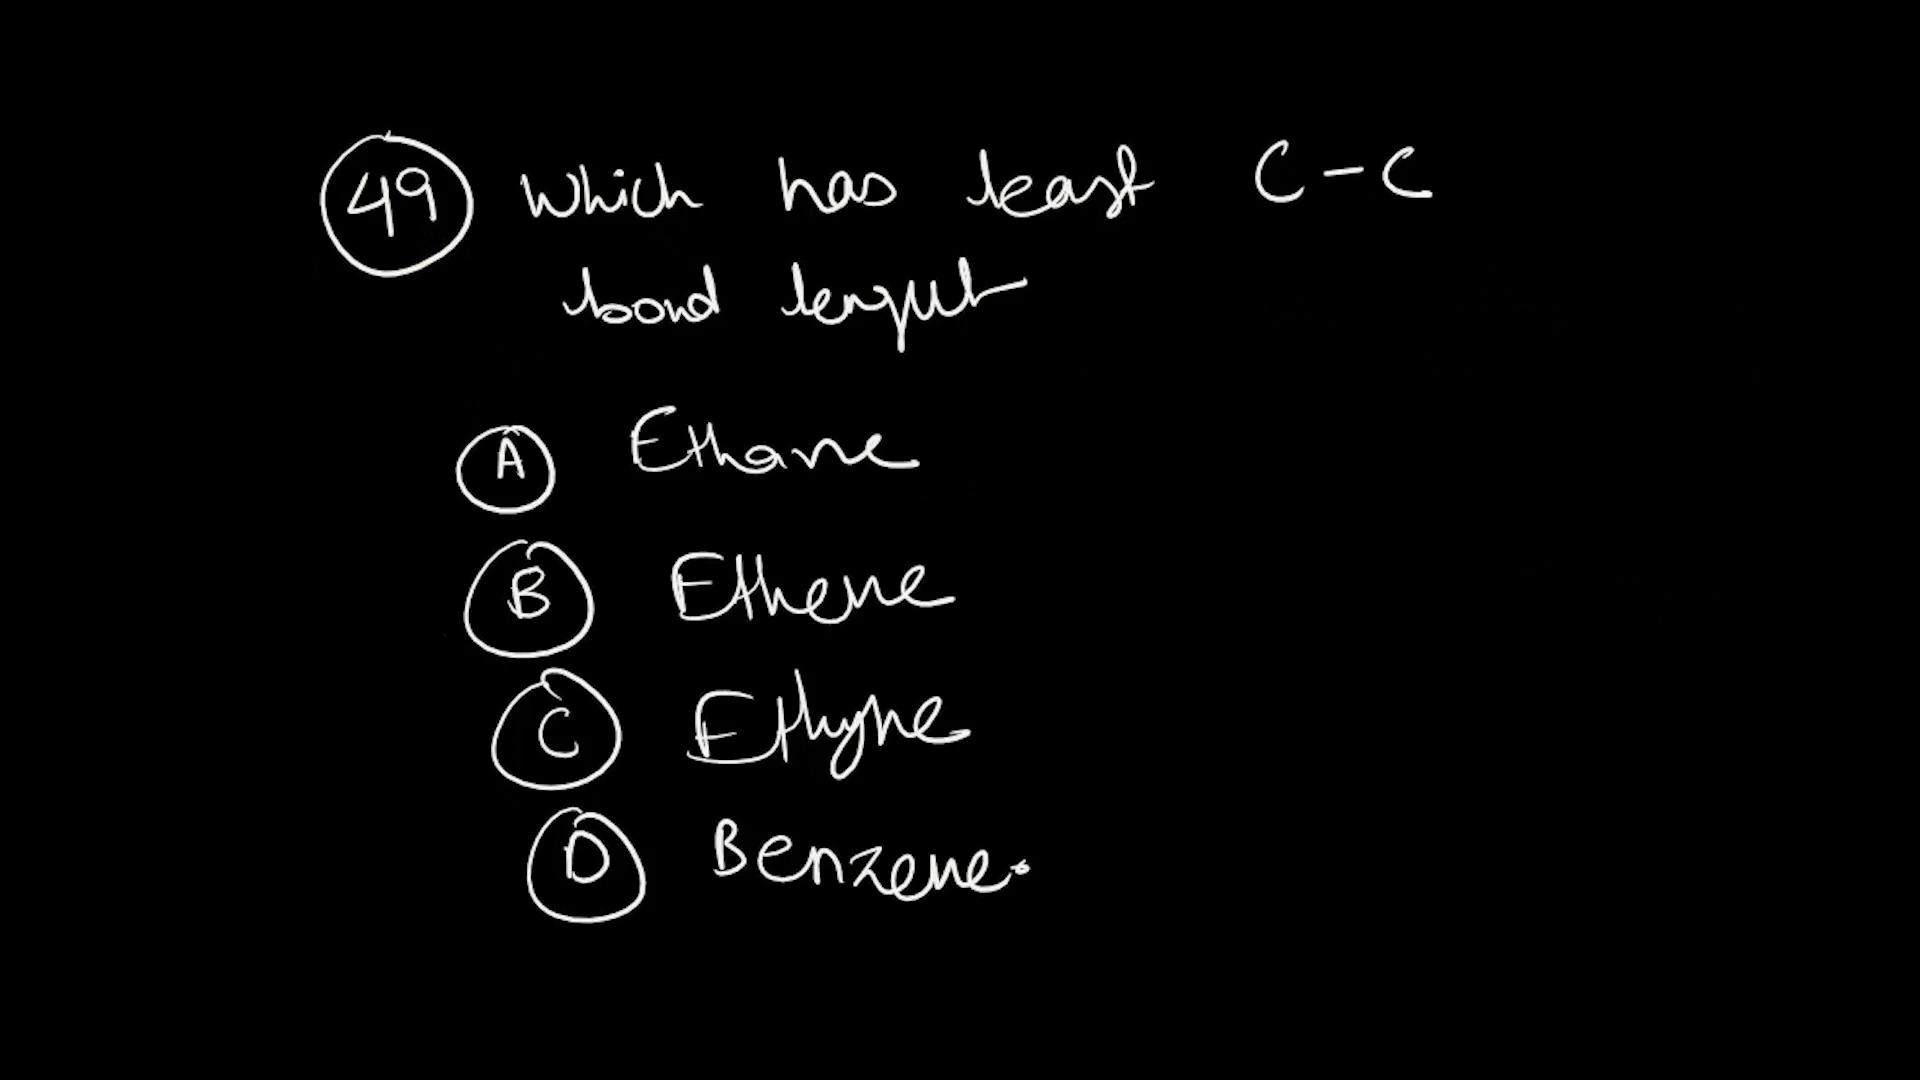 49 Which has least C-C
bond length
A Ethane
B Ethene
C Ethyne
D Benzene.